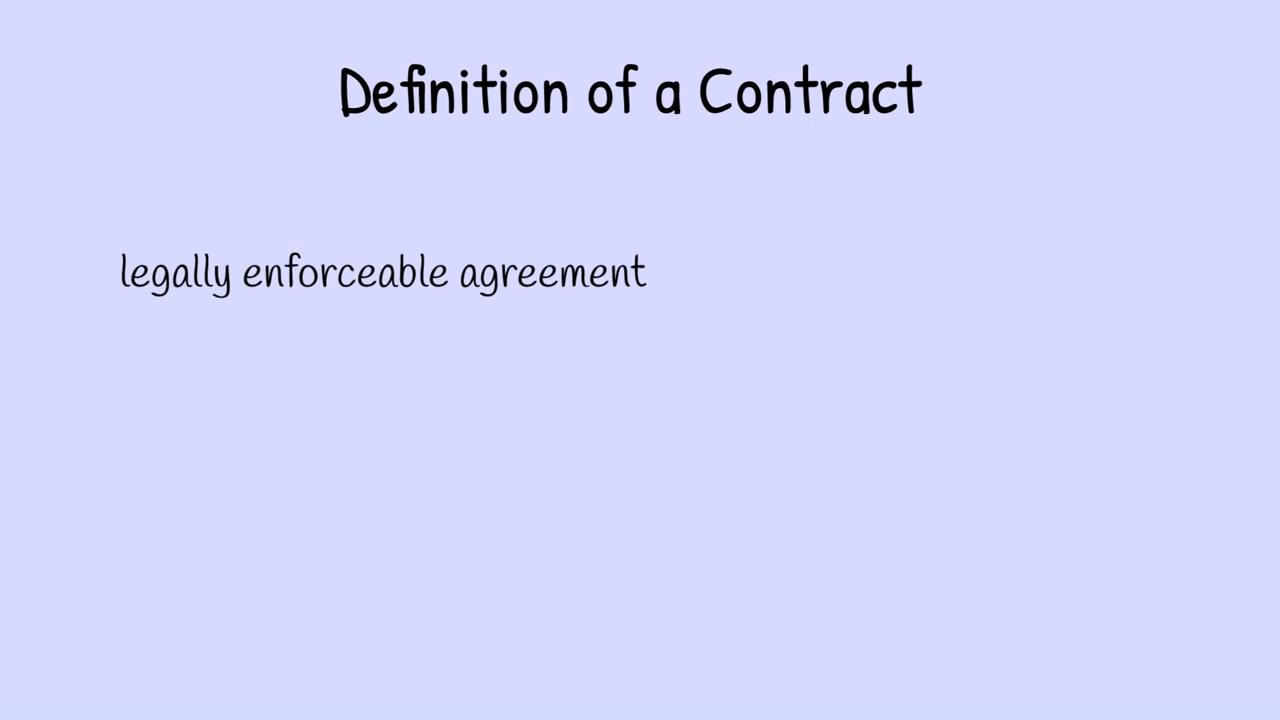 Definition of a Contract
legally enforceable agreement